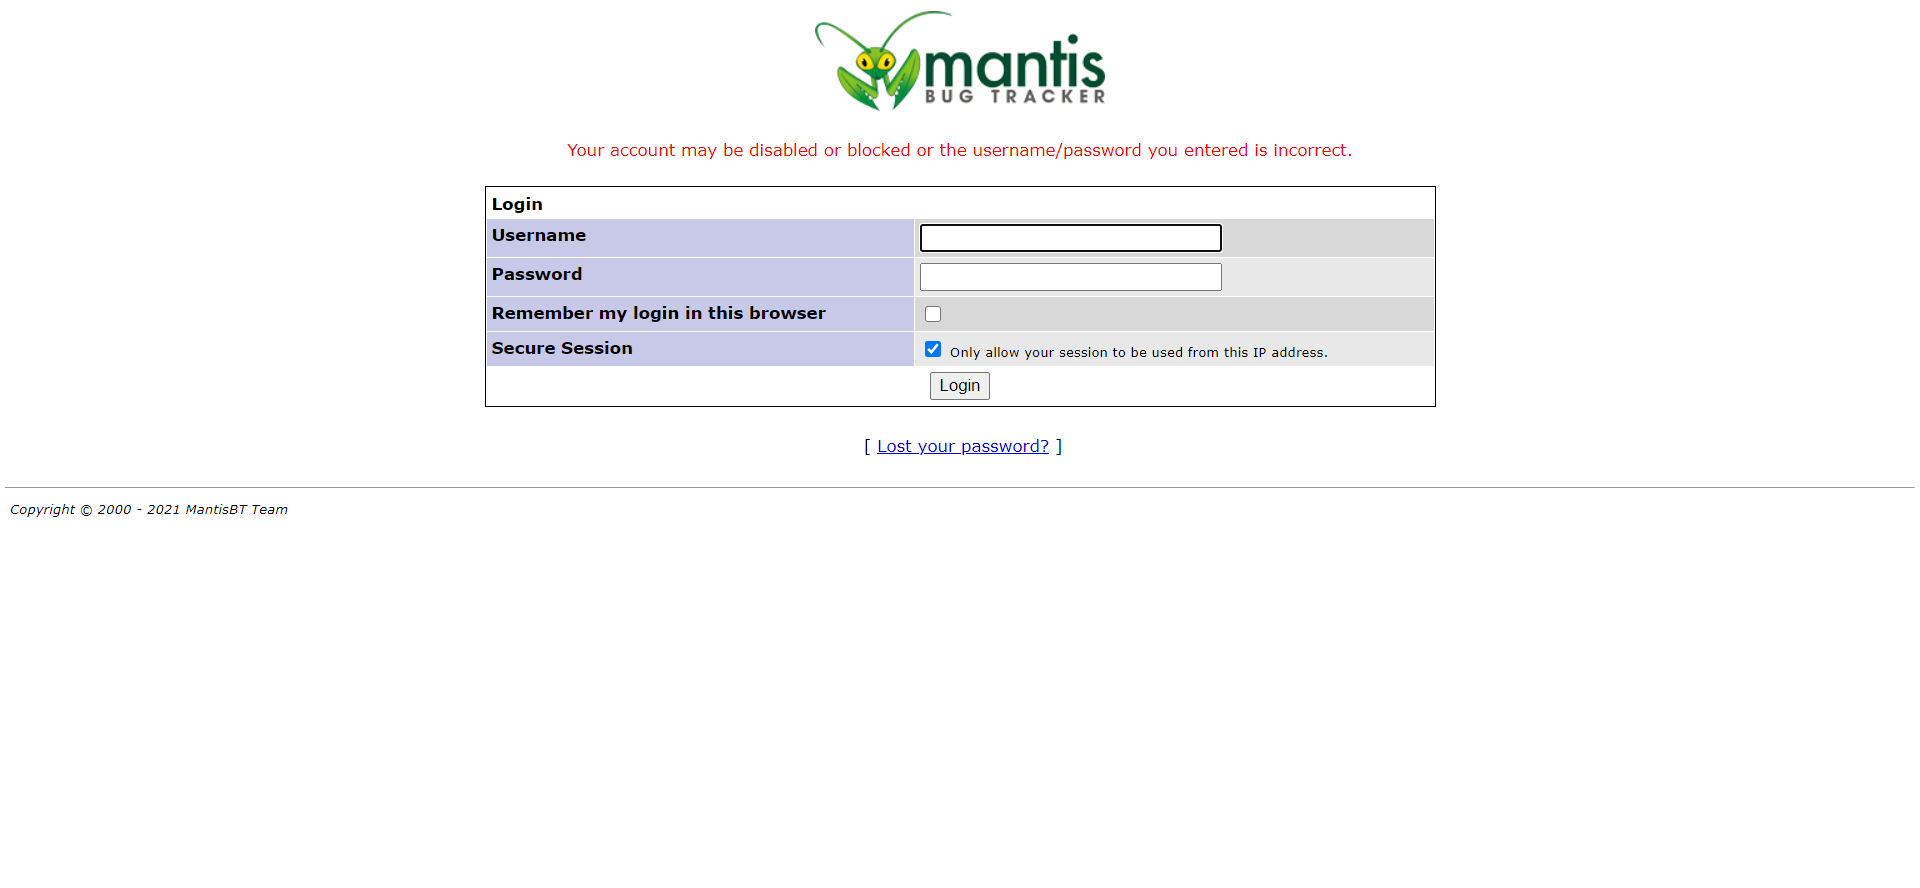 mantis
BUG TRACKER
Your account may be disabled or blocked or the username/password you entered is incorrect.
Login
Username
Password
Remember my login in this browser
Secure Session Only allow your session to be used from this IP address.
Login
[ Lost your password? ]
Copyright © 2000 - 2021 MantisBT Team